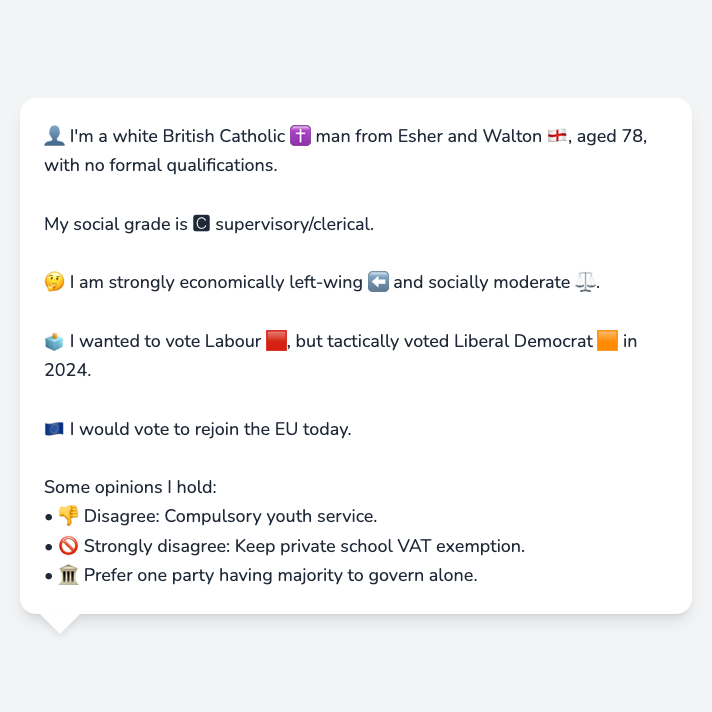 👤 I'm a white British Catholic ✝️ man from Esher and Walton 🏴󠁧󠁢󠁥󠁮󠁧󠁿, aged 78,
with no formal qualifications.
My social grade is 🅲 supervisory/clerical.
🤔 I am strongly economically left-wing ⬅️ and socially moderate ⚖️.
🗳️ I wanted to vote Labour 🟥, but tactically voted Liberal Democrat 🟧 in
2024.
🇪🇺 I would vote to rejoin the EU today.
Some opinions I hold:
• 👎 Disagree: Compulsory youth service.
• 🚫 Strongly disagree: Keep private school VAT exemption.
• 🏛️ Prefer one party having majority to govern alone.